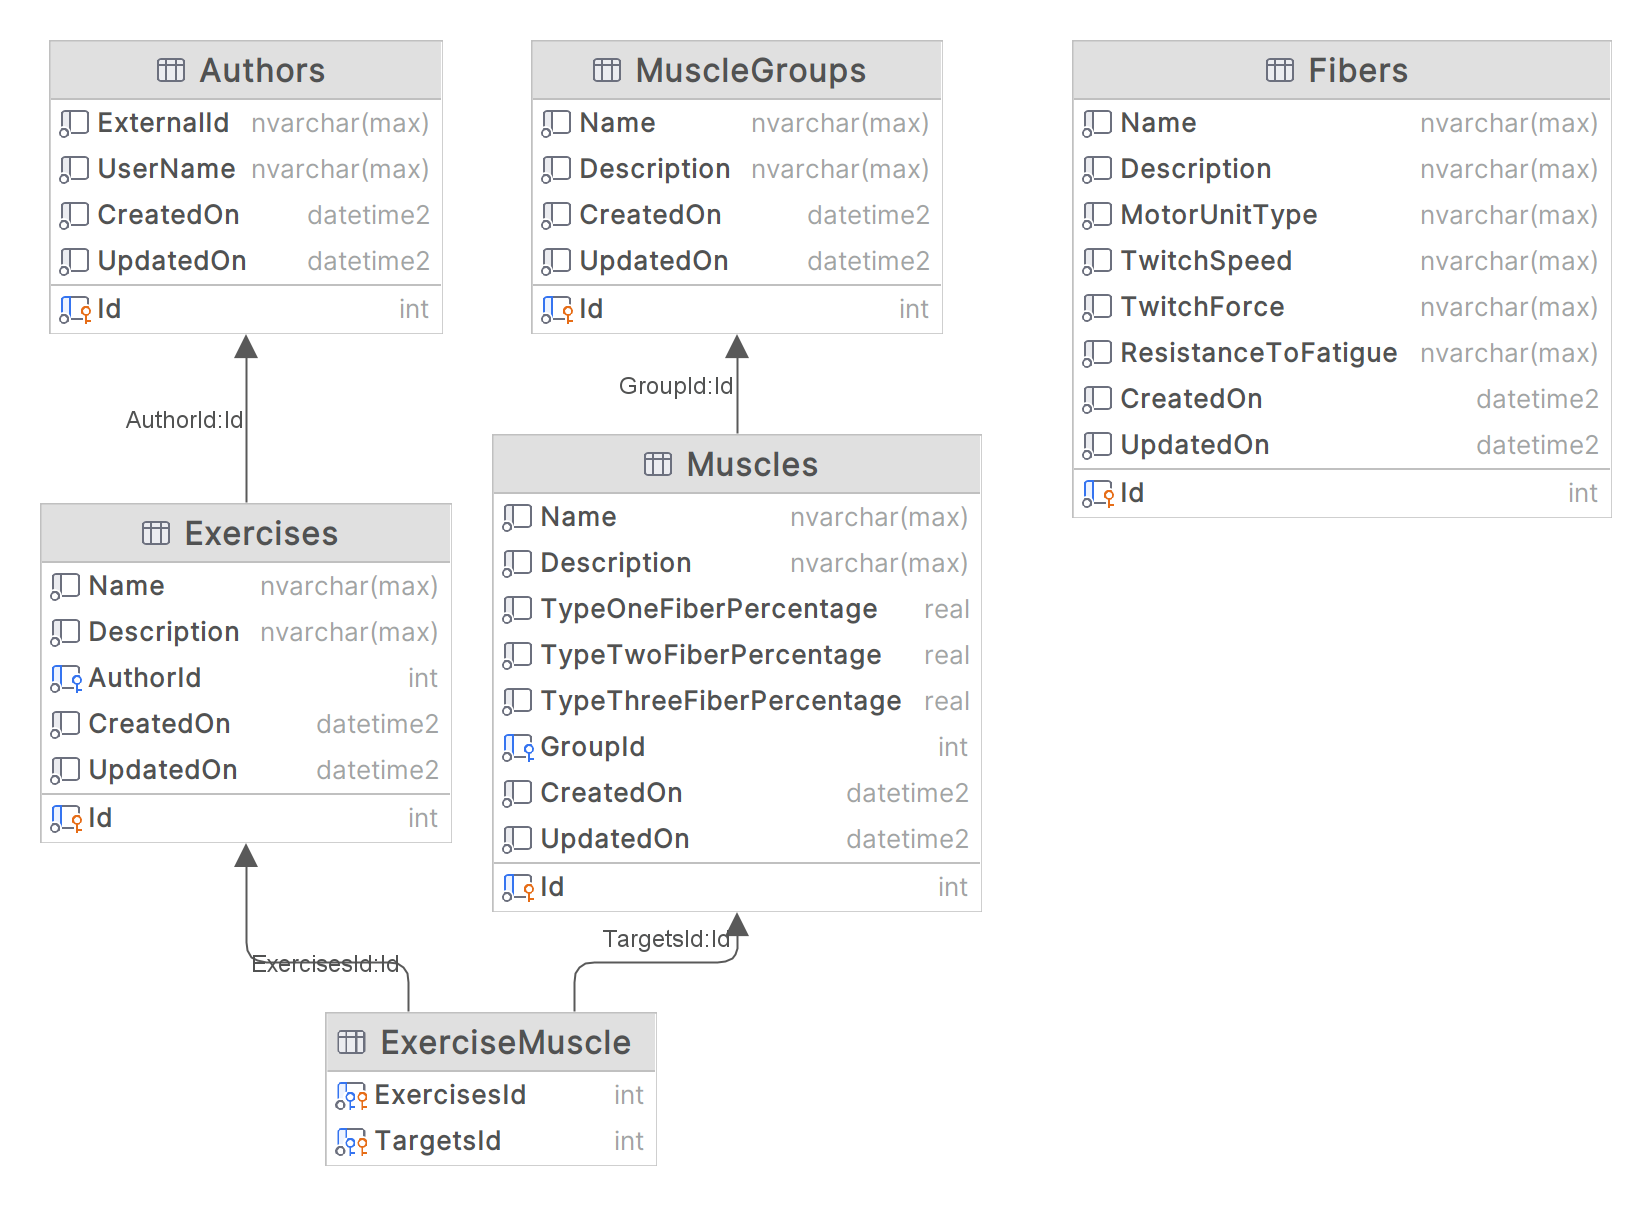 Authors
ExternalId nvarchar(max)
UserName nvarchar(max)
CreatedOn datetime2
UpdatedOn datetime2
Id int
MuscleGroups
Name nvarchar(max)
Description nvarchar(max)
CreatedOn datetime2
UpdatedOn datetime2
Id int
Fibers
Name nvarchar(max)
Description nvarchar(max)
MotorUnitType nvarchar(max)
TwitchSpeed nvarchar(max)
TwitchForce nvarchar(max)
ResistanceToFatigue nvarchar(max)
CreatedOn datetime2
UpdatedOn datetime2
Id int
AuthorId:Id
GroupId:Id
Exercises
Name nvarchar(max)
Description nvarchar(max)
AuthorId int
CreatedOn datetime2
UpdatedOn datetime2
Id int
Muscles
Name nvarchar(max)
Description nvarchar(max)
TypeOneFiberPercentage real
TypeTwoFiberPercentage real
TypeThreeFiberPercentage real
GroupId int
CreatedOn datetime2
UpdatedOn datetime2
Id int
ExercisesId:Id
TargetsId:Id
ExerciseMuscle
ExercisesId int
TargetsId int